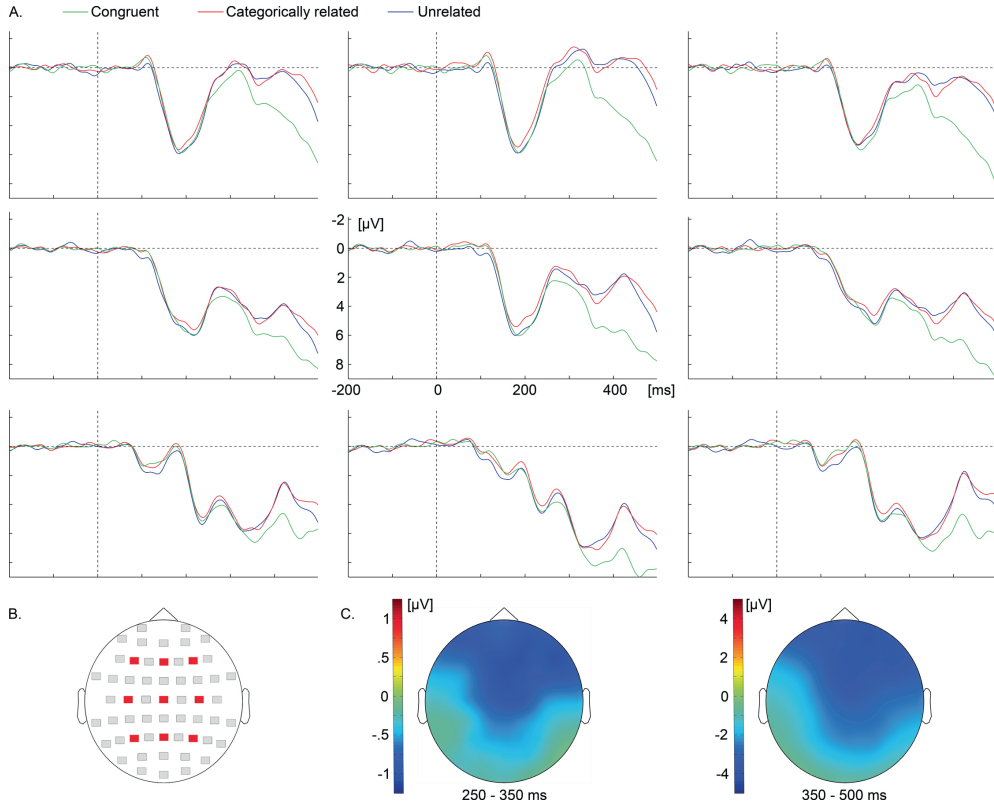 A. Congruent Categorically related Unrelated
-2
[µV]
0
2
4
6
8
-200 0 200 400 [ms]
B.
C.
[µV]
1
.5
0
-.5
-1
250 - 350 ms
[µV]
4
2
0
-2
-4
350 - 500 ms